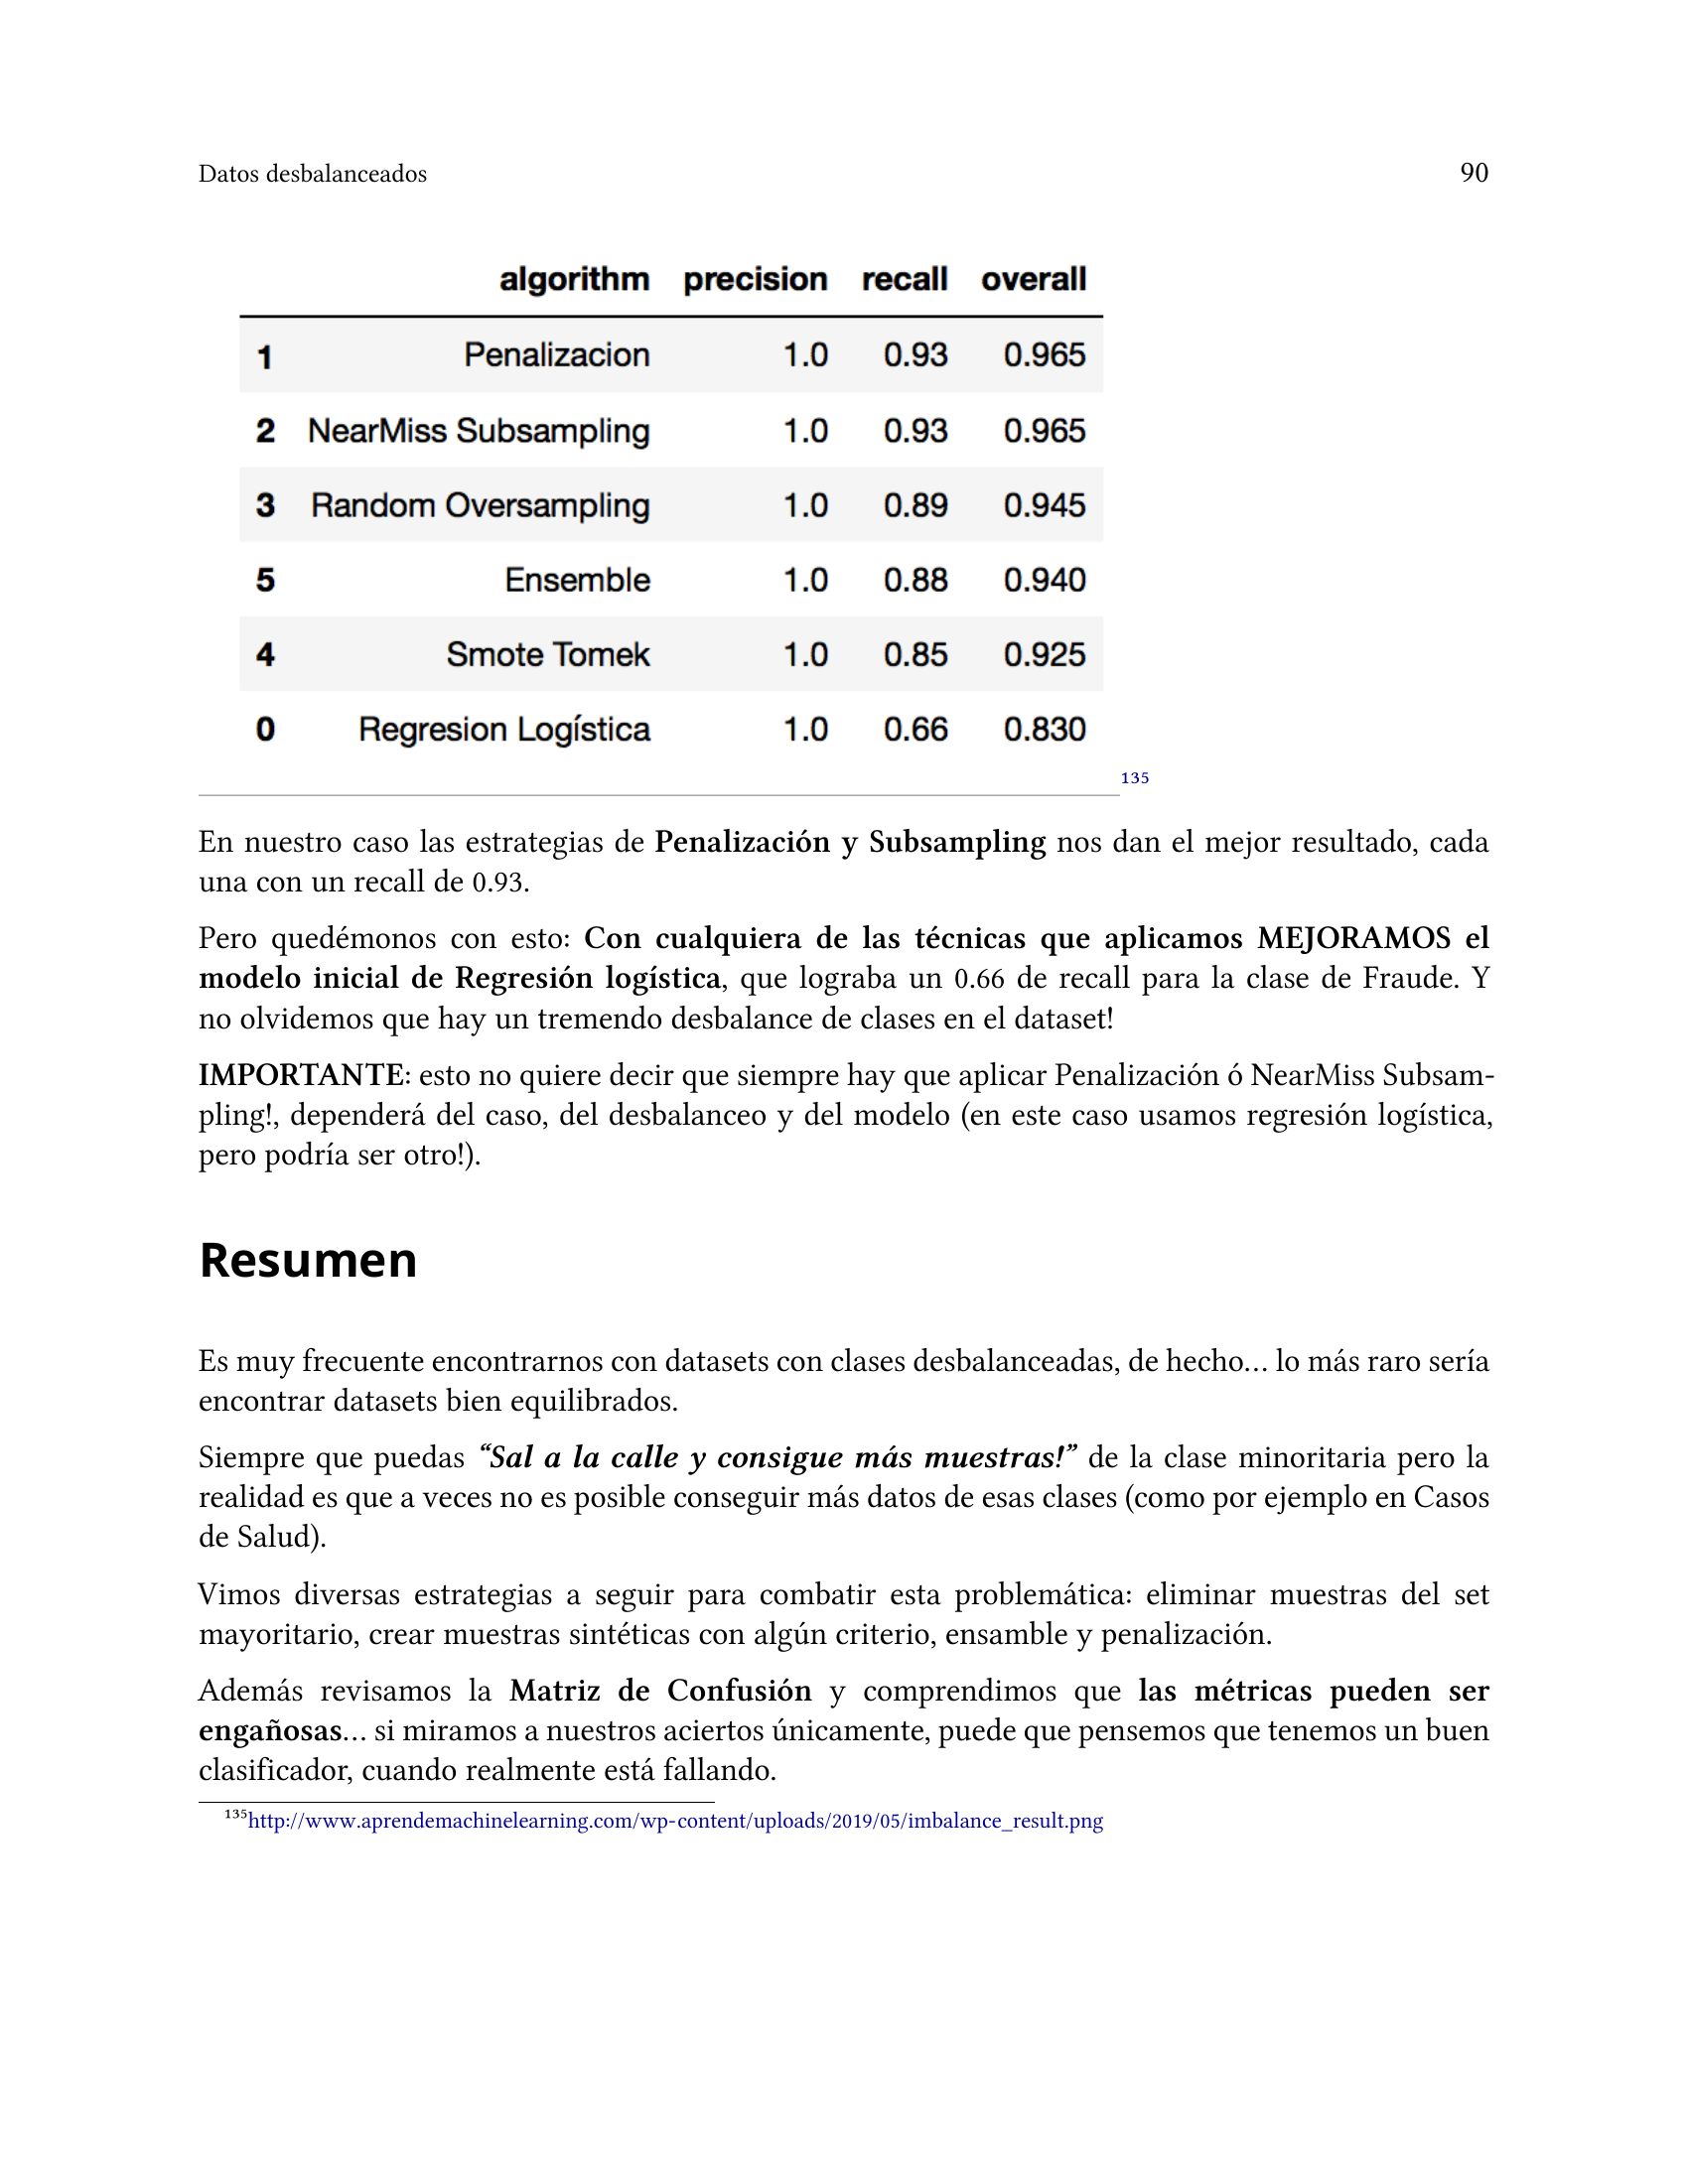 Datos desbalanceados 90
algorithm precision recall overall
1 Penalizacion 1.0 0.93 0.965
2 NearMiss Subsampling 1.0 0.93 0.965
3 Random Oversampling 1.0 0.89 0.945
5 Ensemble 1.0 0.88 0.940
4 Smote Tomek 1.0 0.85 0.925
0 Regresion Logística 1.0 0.66 0.830
135
En nuestro caso las estrategias de Penalización y Subsampling nos dan el mejor resultado, cada
una con un recall de 0.93.
Pero quedémonos con esto: Con cualquiera de las técnicas que aplicamos MEJORAMOS el
modelo inicial de Regresión logística, que lograba un 0.66 de recall para la clase de Fraude. Y
no olvidemos que hay un tremendo desbalance de clases en el dataset!
IMPORTANTE: esto no quiere decir que siempre hay que aplicar Penalización ó NearMiss Subsam-
pling!, dependerá del caso, del desbalanceo y del modelo (en este caso usamos regresión logística,
pero podría ser otro!).
Resumen
Es muy frecuente encontrarnos con datasets con clases desbalanceadas, de hecho… lo más raro sería
encontrar datasets bien equilibrados.
Siempre que puedas “Sal a la calle y consigue más muestras!” de la clase minoritaria pero la
realidad es que a veces no es posible conseguir más datos de esas clases (como por ejemplo en Casos
de Salud).
Vimos diversas estrategias a seguir para combatir esta problemática: eliminar muestras del set
mayoritario, crear muestras sintéticas con algún criterio, ensamble y penalización.
Además revisamos la Matriz de Confusión y comprendimos que las métricas pueden ser
engañosas… si miramos a nuestros aciertos únicamente, puede que pensemos que tenemos un buen
clasificador, cuando realmente está fallando.
135http://www.aprendemachinelearning.com/wp-content/uploads/2019/05/imbalance_result.png